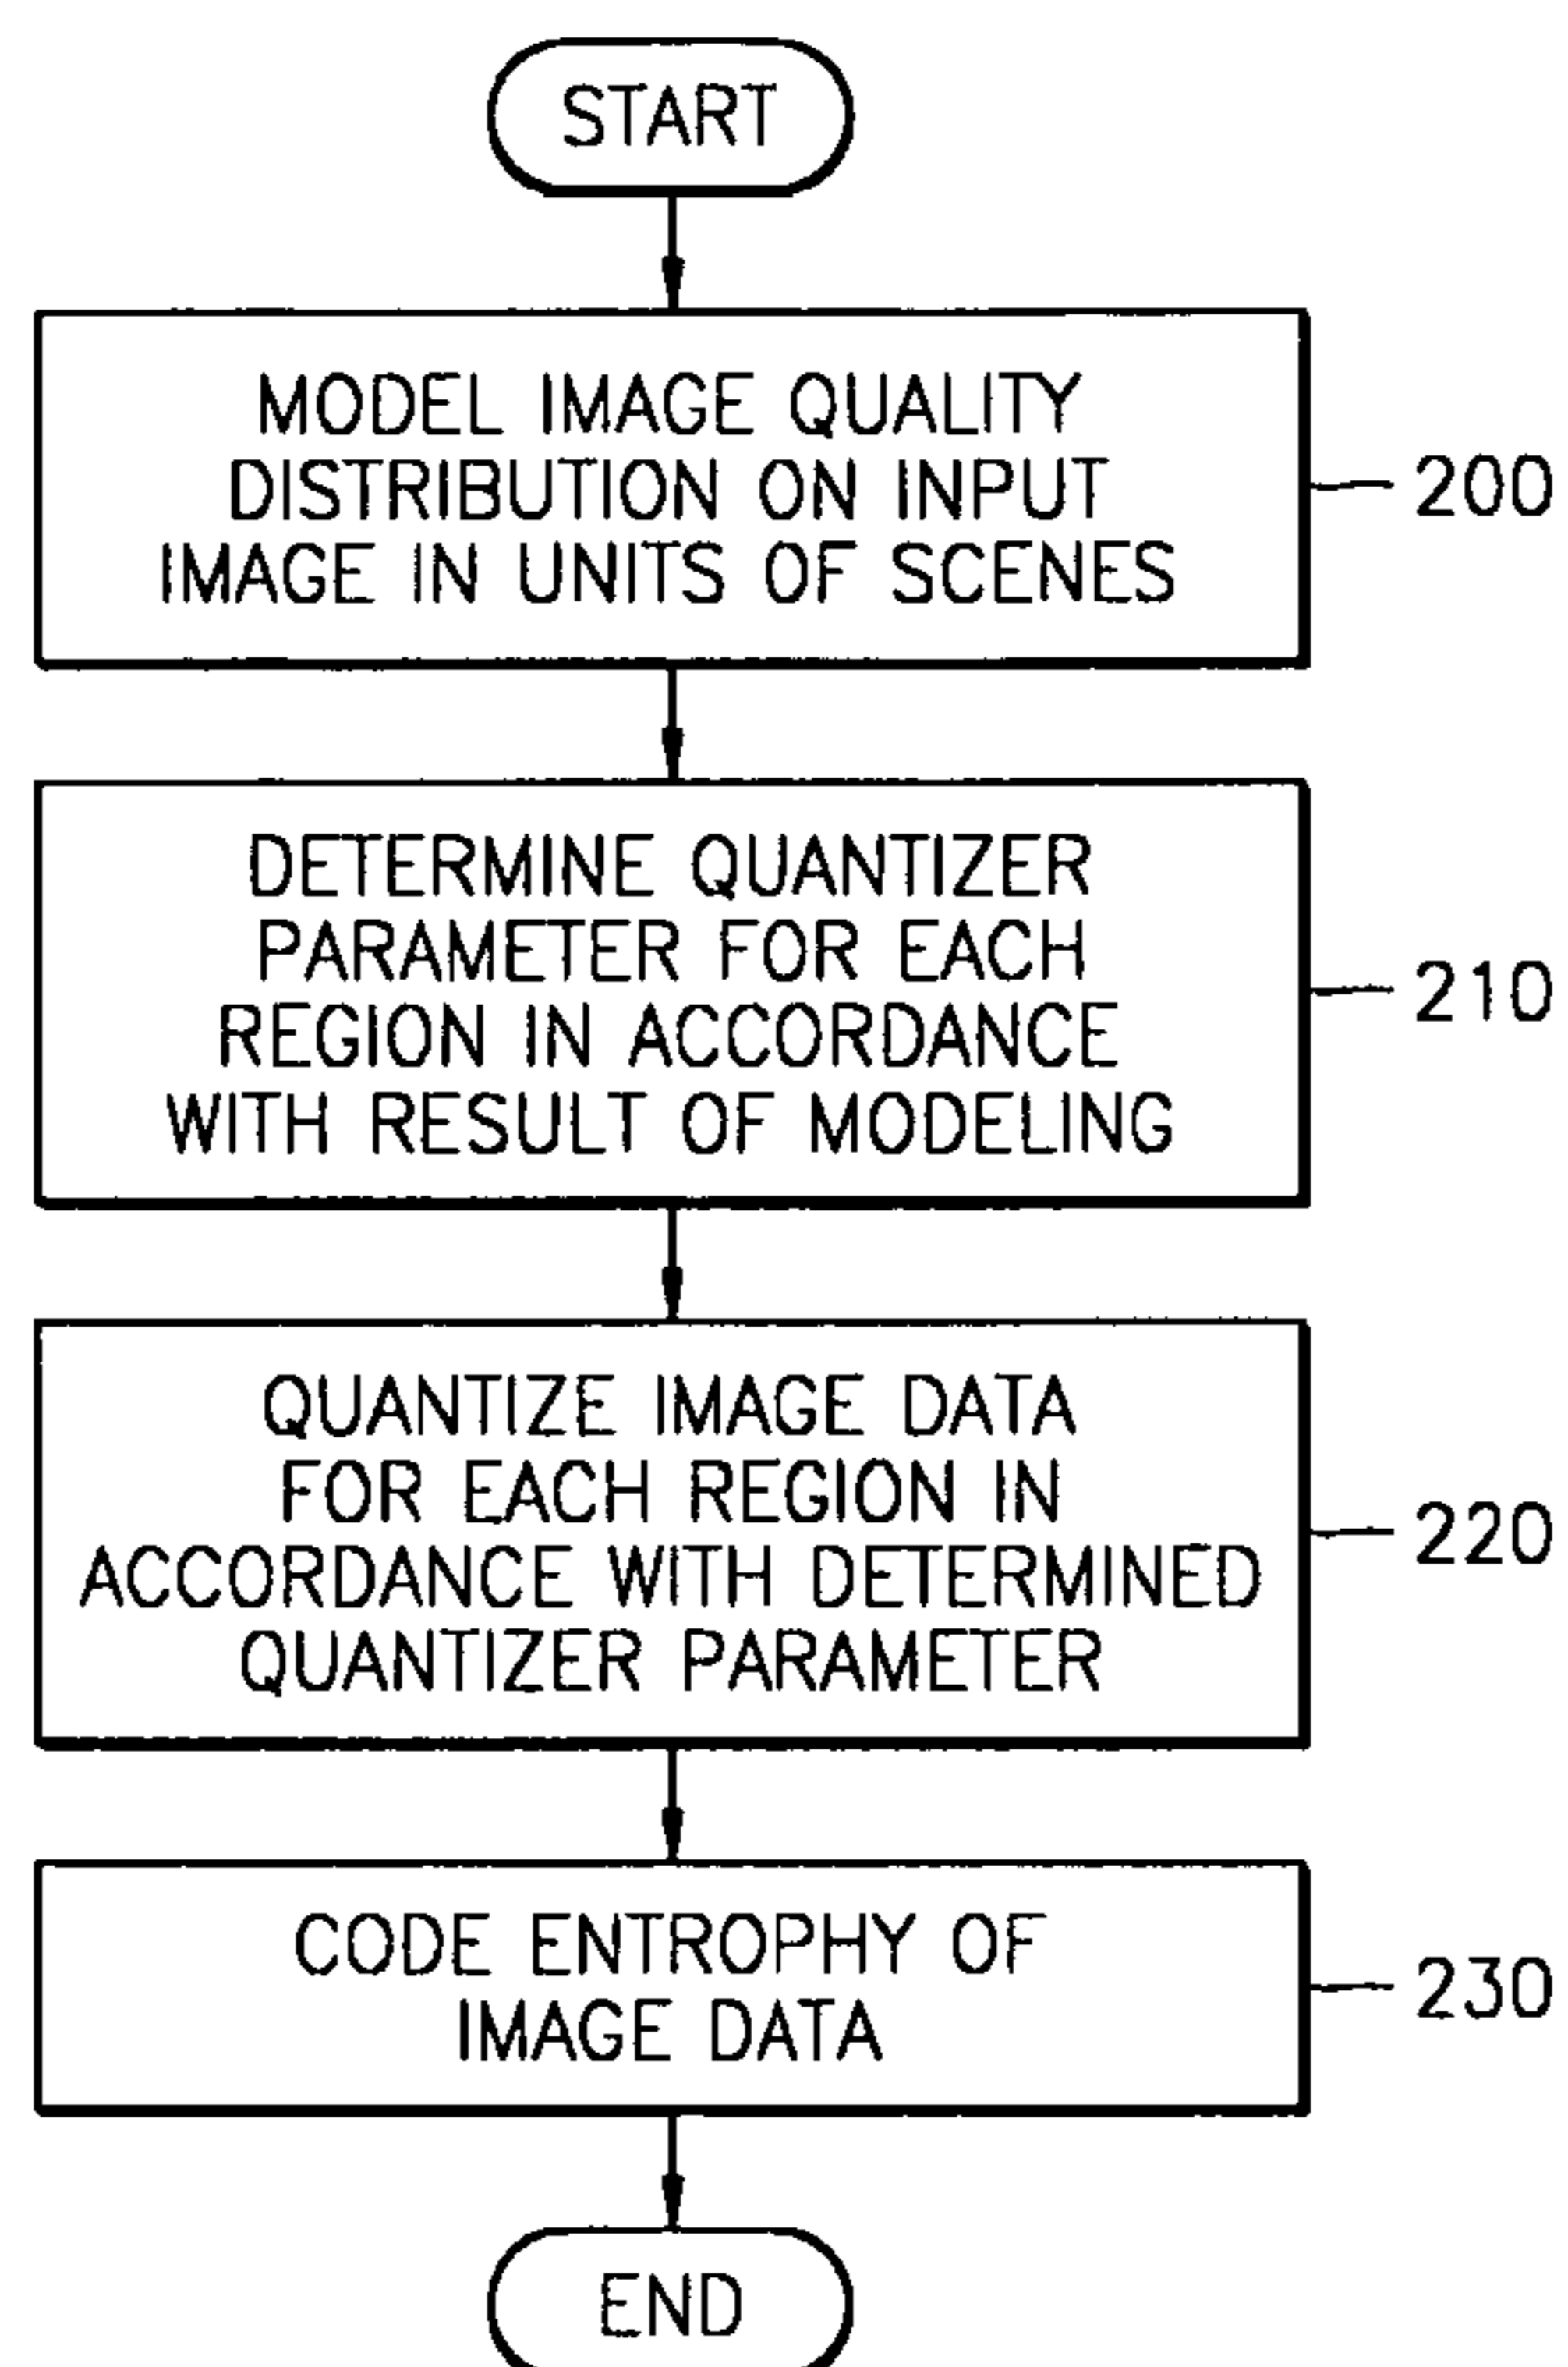 START
MODEL IMAGE QUALITY
DISTRIBUTION ON INPUT
IMAGE IN UNITS OF SCENES
200
DETERMINE QUANTIZER
PARAMETER FOR EACH
REGION IN ACCORDANCE
WITH RESULT OF MODELING
210
QUANTIZE IMAGE DATA
FOR EACH REGION IN
ACCORDANCE WITH DETERMINED
QUANTIZER PARAMETER
220
CODE ENTROPHY OF
IMAGE DATA
230
END